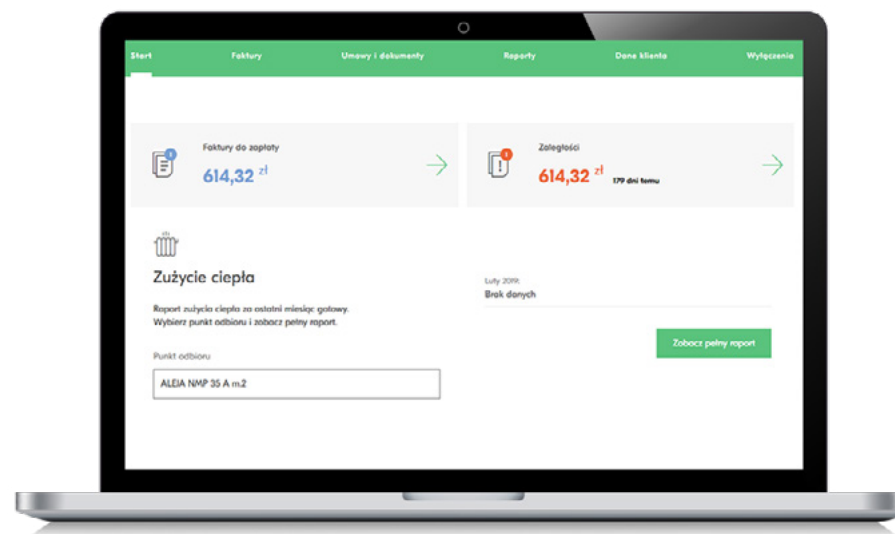 Start Faktury Umowy i dokumenty Raporty Dane klienta Wyłączenia
Faktury do zapłaty
614,32 zł
Zaległości
614,32 zł 179 dni temu
Zużycie ciepła
Raport zużycia ciepła za ostatni miesiąc gotowy.
Wybierz punkt odbioru i zobacz pełny raport.
Punkt odbioru
ALEJA NMP 35 A m.2
Luty 2019.
Brak danych
Zobacz pełny raport